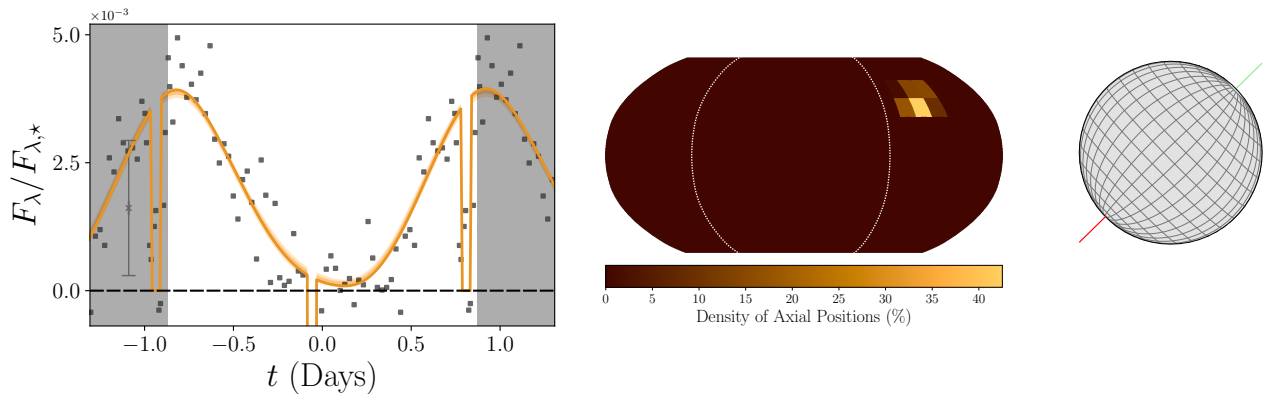 ×10⁻³
5.0
2.5
0.0
F_λ/F_λ,⋆
−1.0 −0.5 0.0 0.5 1.0
t (Days)
0 5 10 15 20 25 30 35 40
Density of Axial Positions (%)